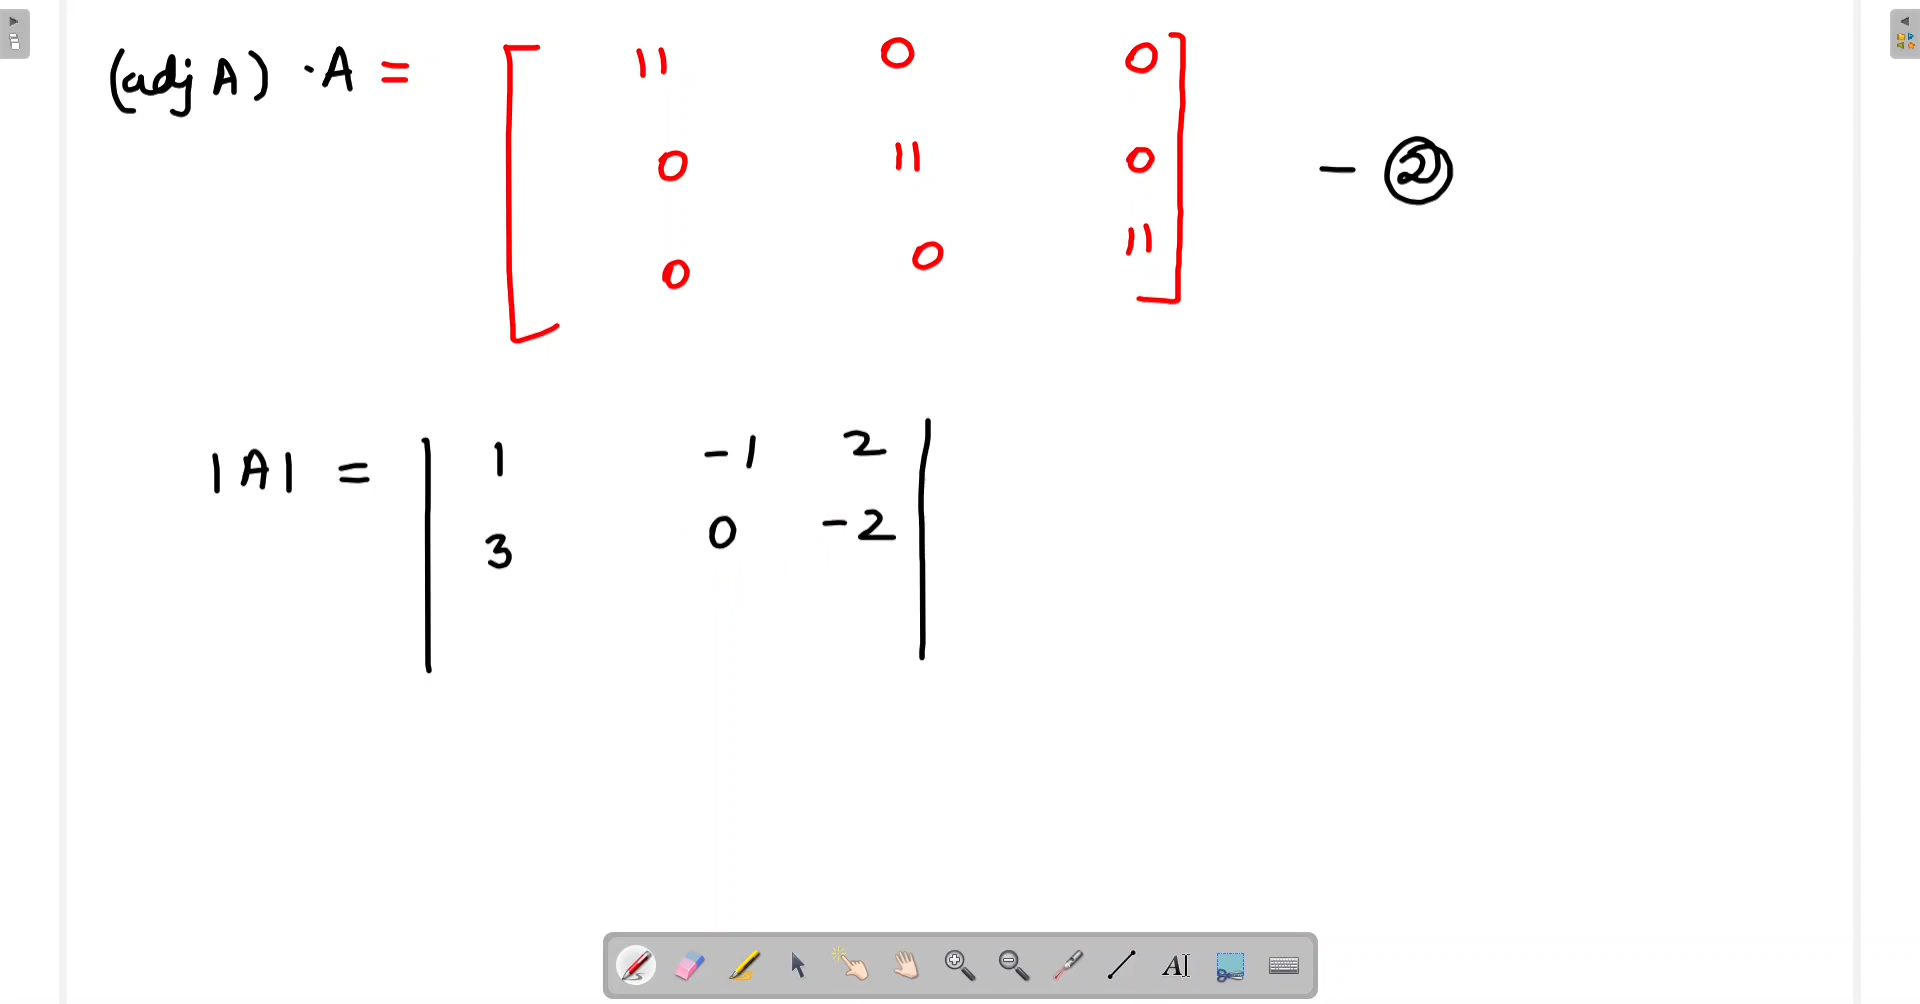 (adj A) · A = [ 11 0 0
0 11 0 - ②
0 0 11 ]
|A| = | 1 -1 2 |
3 0 -2